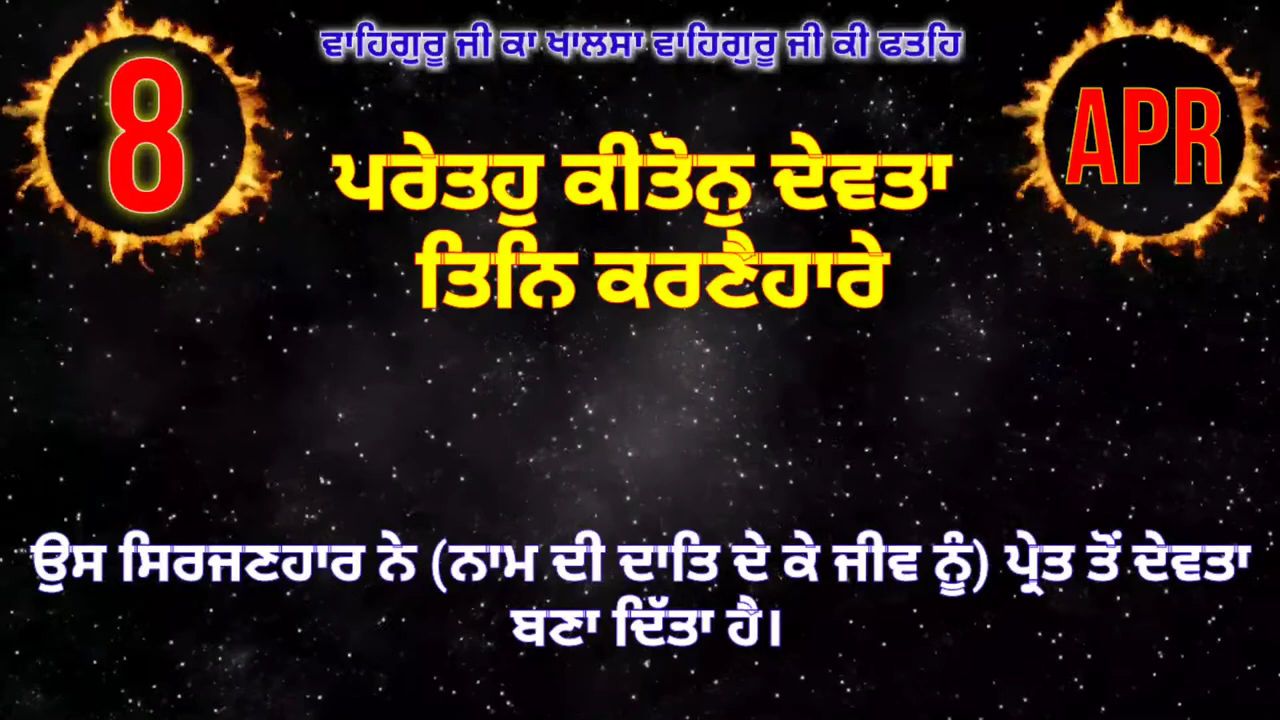 ਵਾਹਿਗੁਰੂ ਜੀ ਕਾ ਖਾਲਸਾ ਵਾਹਿਗੁਰੂ ਜੀ ਕੀ ਫਤਹਿ
8
APR
ਪਰੇਤਹੁ ਕੀਤੋਨੁ ਦੇਵਤਾ
ਤਿਨਿ ਕਰਣੈਹਾਰੇ
ਉਸ ਸਿਰਜਣਹਾਰ ਨੇ (ਨਾਮ ਦੀ ਦਾਤਿ ਦੇ ਕੇ ਜੀਵ ਨੂੰ) ਪ੍ਰੇਤ ਤੋਂ ਦੇਵਤਾ
ਬਣਾ ਦਿੱਤਾ ਹੈ।